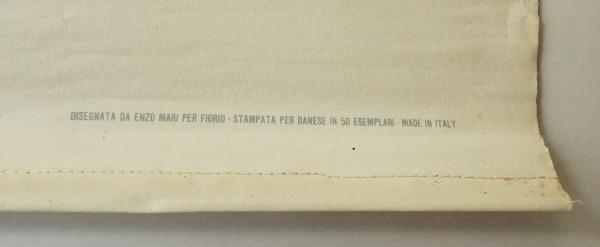 DISEGNATA DA ENZO MARI PER FIORIO - STAMPATA PER DANESE IN 50 ESEMPLARI - MADE IN ITALY